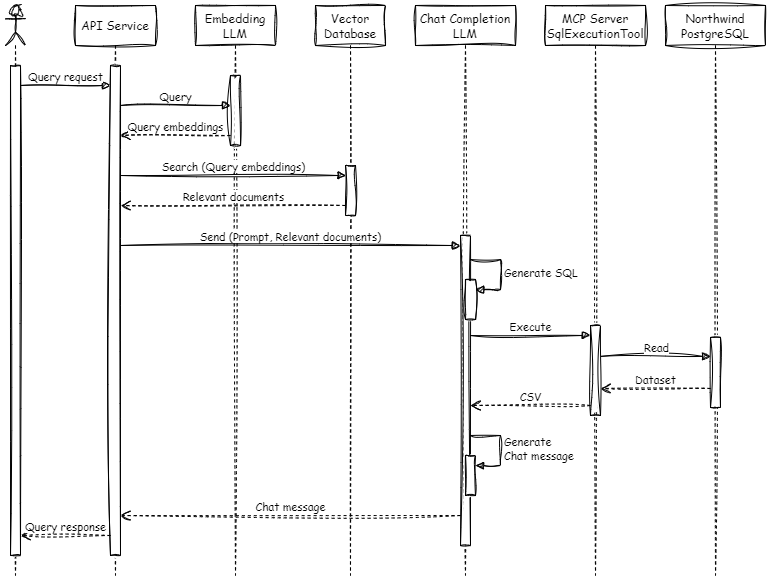 API Service
Embedding
LLM
Vector
Database
Chat Completion
LLM
MCP Server
SqlExecutionTool
Northwind
PostgreSQL
Query request
Query
Query embeddings
Search (Query embeddings)
Relevant documents
Send (Prompt, Relevant documents)
Generate SQL
Execute
Read
Dataset
CSV
Generate
Chat message
Chat message
Query response